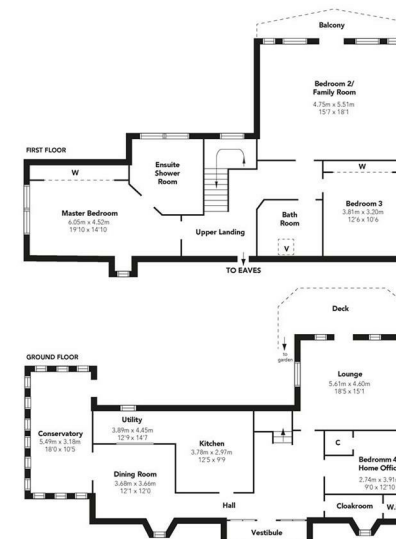 Balcony
Bedroom 2/
Family Room
4.75m x 5.51m
15'7 x 18'1
FIRST FLOOR
W
Ensuite
Shower
Room
W
Master Bedroom
6.05m x 4.52m
19'10 x 14'10
Bath
Room
Bedroom 3
3.81m x 3.20m
12'6 x 10'6
Upper Landing
V
TO EAVES
Deck
to
garden
GROUND FLOOR
Lounge
5.61m x 4.60m
18'5 x 15'1
Utility
3.89m x 4.45m
12'9 x 14'7
Conservatory
5.49m x 3.18m
18'0 x 10'5
Kitchen
3.78m x 2.97m
12'5 x 9'9
C
Bedromm 4
Home Offic
2.74m x 3.91
9'0 x 12'10
Dining Room
3.68m x 3.66m
12'1 x 12'0
Hall
Cloakroom
W.
Vestibule